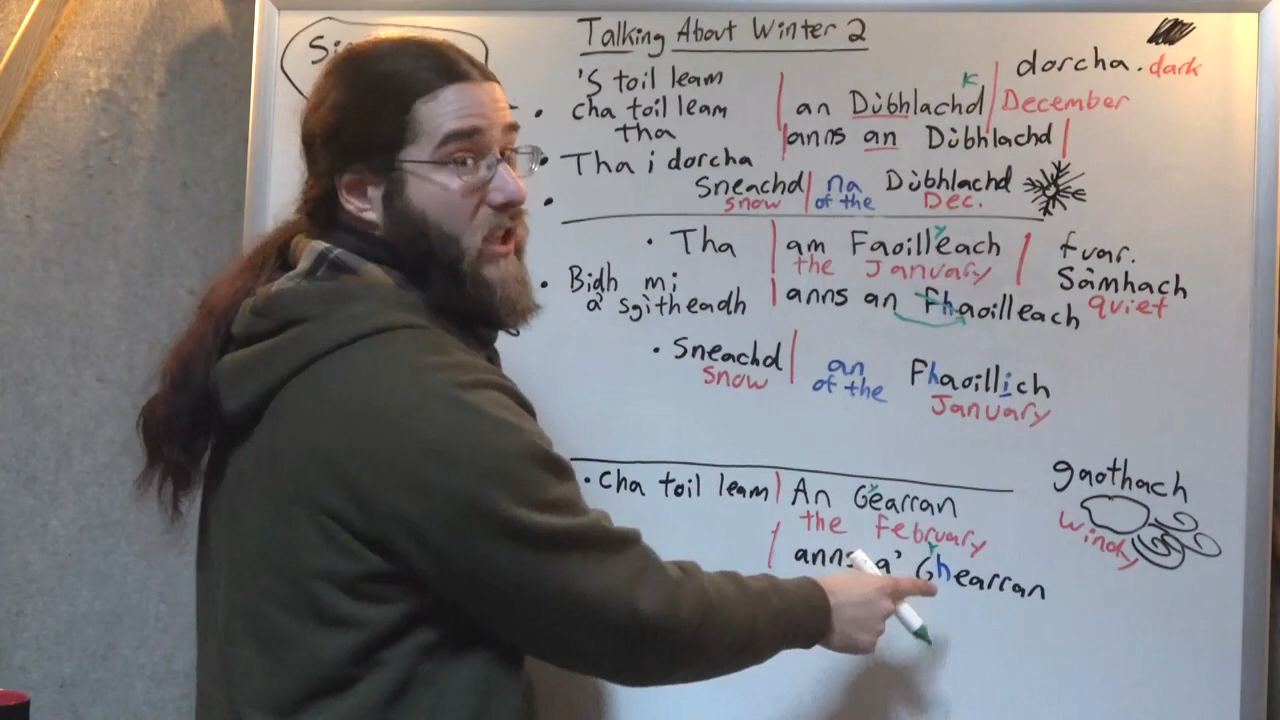 Talking About Winter 2
'S toil leam
dorcha. dark
k
cha toil leam
an Dùbhlachd
December
tha
anns an Dùbhlachd
Tha i dorcha
Sneachd na Dùbhlachd
snow of the Dec.
Tha am Faoilleach fuar.
y
the January
Sàmhach
Bidh mi
a' sgitheadh anns an Fhaoilleach quiet
Sneachd an Fhaoillich
snow of the January
gaothach
cha toil leam An Gearran
y
the February
windy
anns a' Ghearran
y